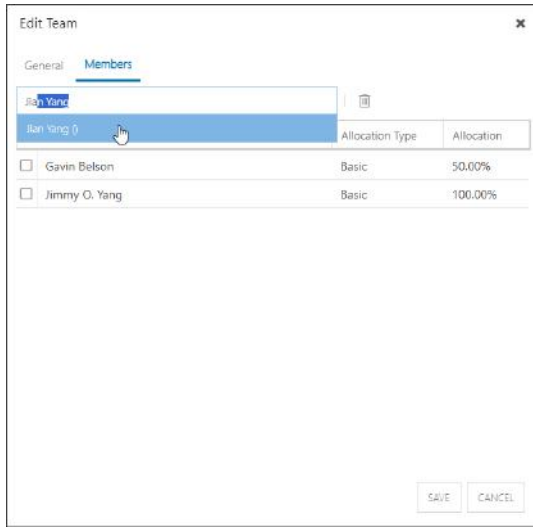 Edit Team
General Members
Jian Yang
Jian Yang ()
Allocation Type Allocation
Gavin Belson Basic 50.00%
Jimmy O. Yang Basic 100.00%
SAVE CANCEL